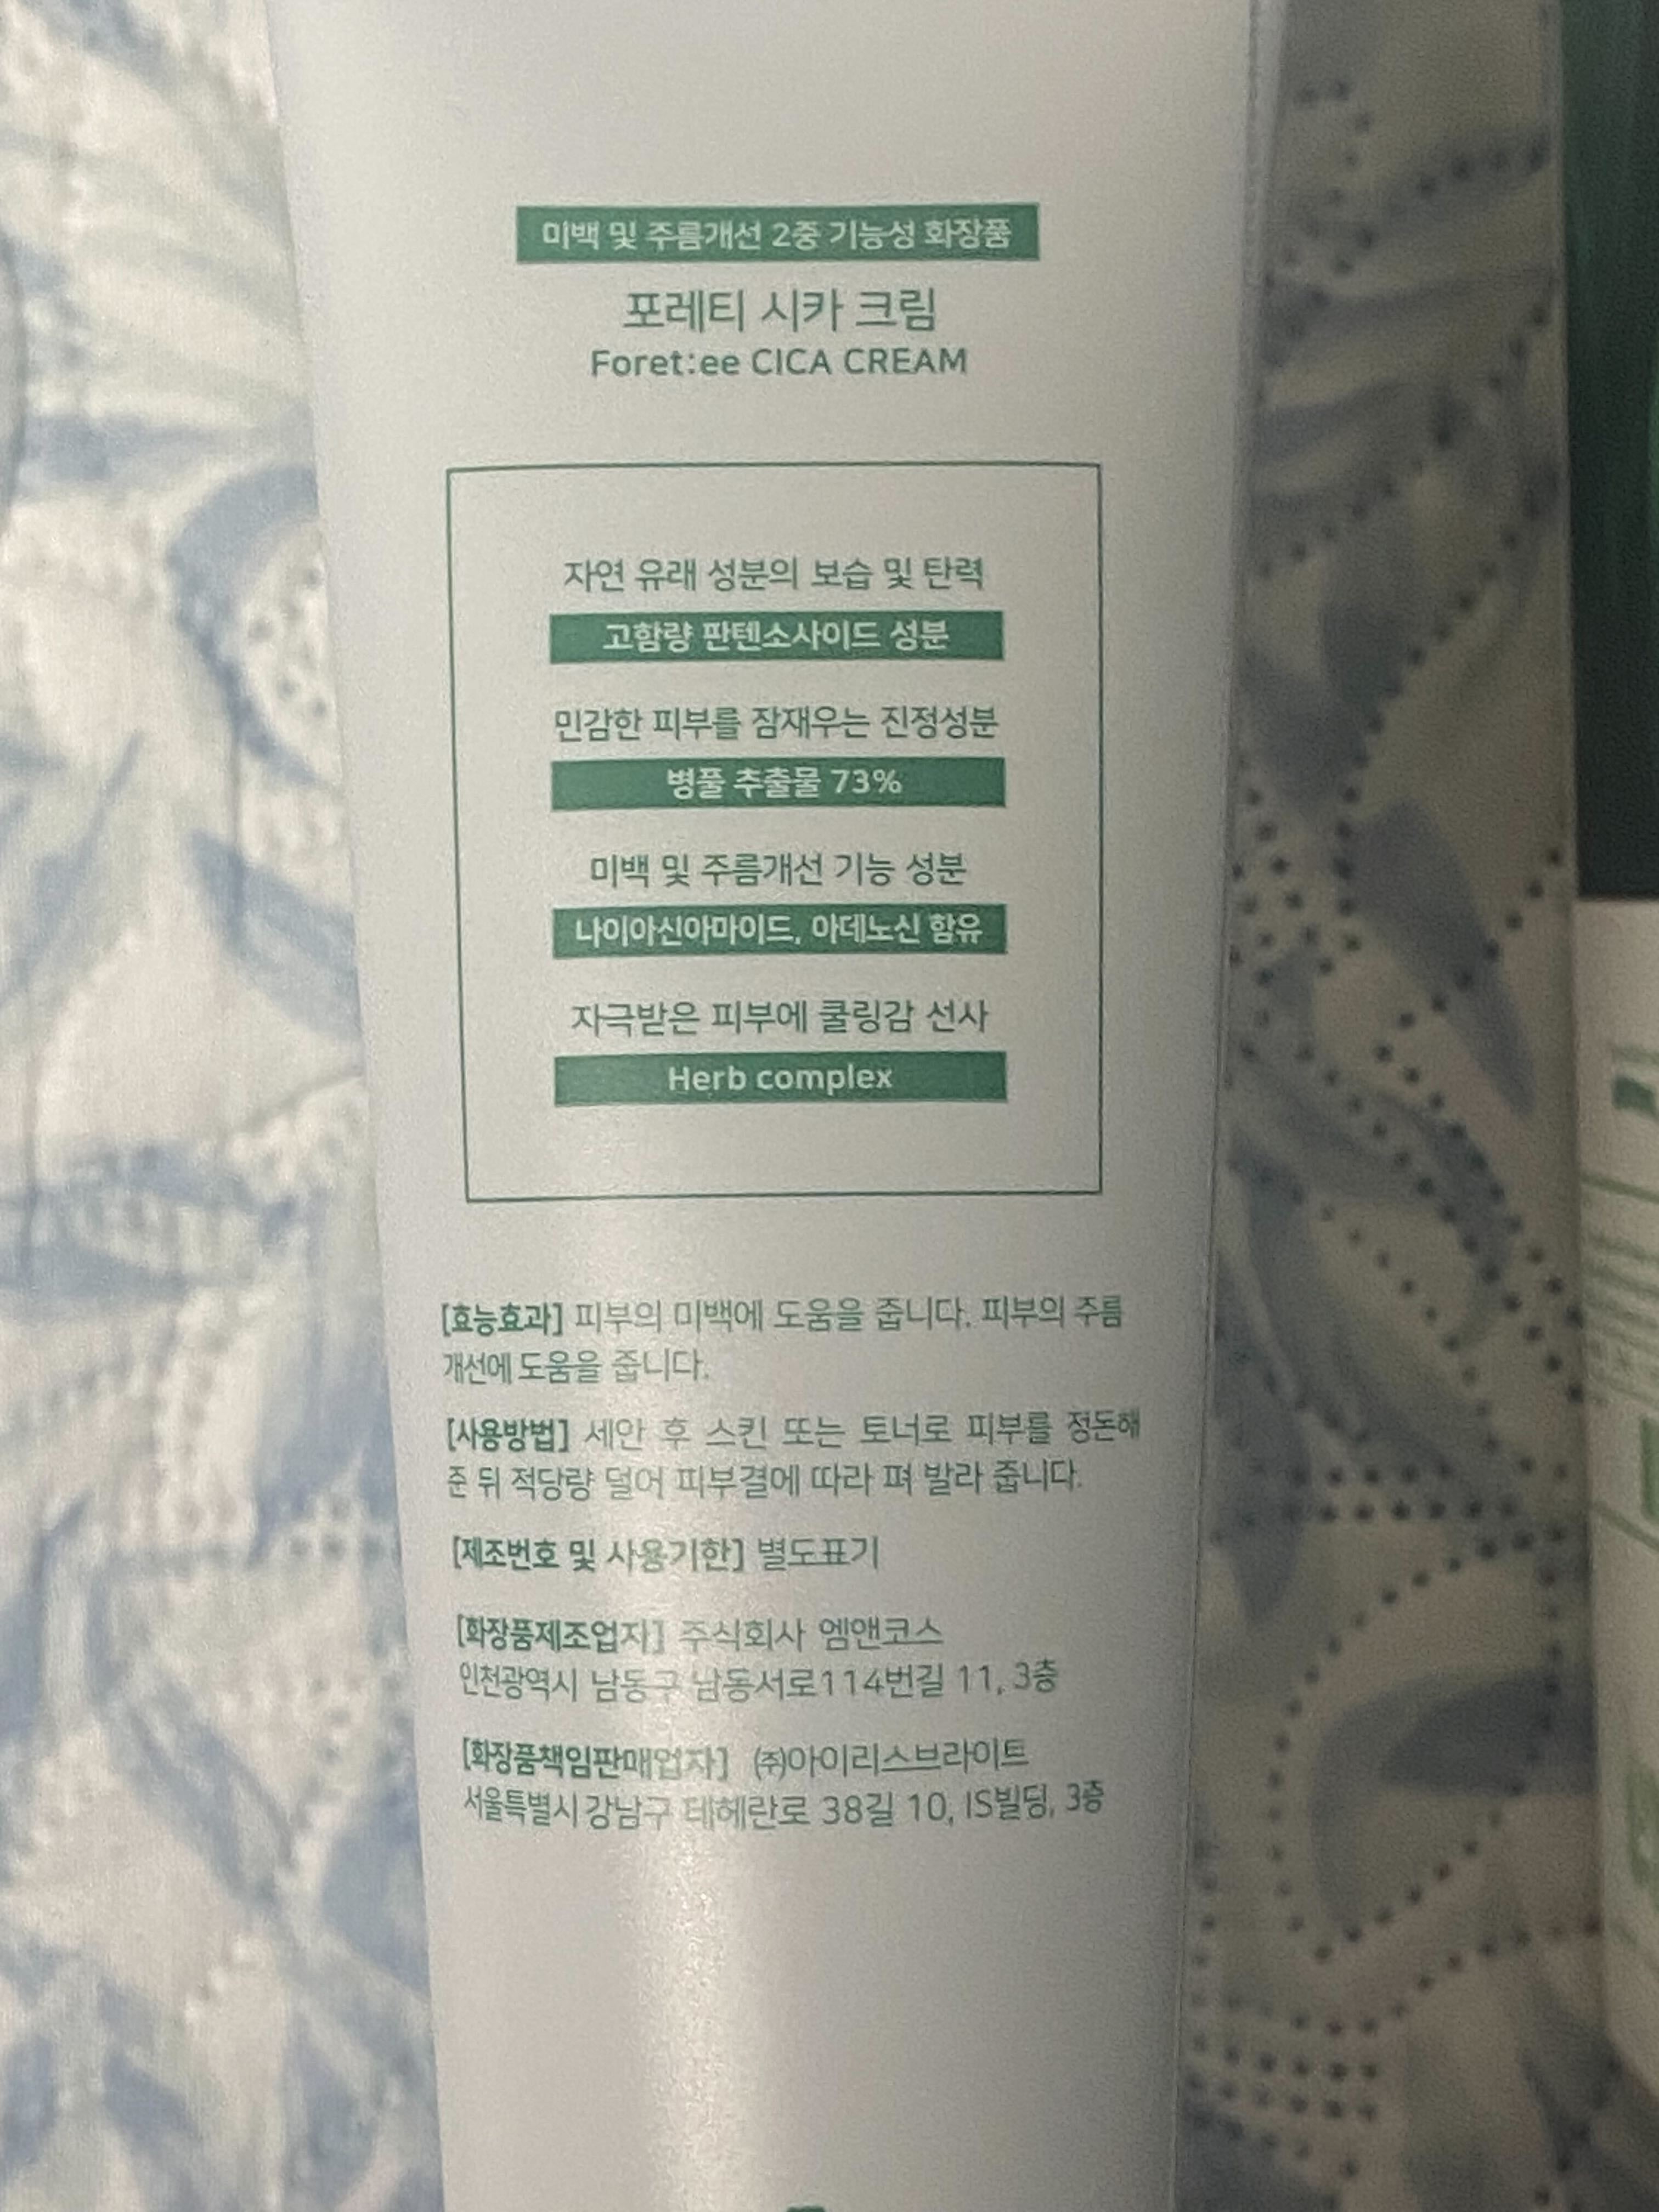 미백 및 주름개선 2중 기능성 화장품
포레티 시카 크림
Foret:ee CICA CREAM
자연 유래 성분의 보습 및 탄력
고함량 판텐소사이드 성분
민감한 피부를 잠재우는 진정성분
병풀 추출물 73%
미백 및 주름개선 기능 성분
나이아신아마이드, 아데노신 함유
자극받은 피부에 쿨링감 선사
Herb complex
[효능효과] 피부의 미백에 도움을 줍니다. 피부의 주름
개선에 도움을 줍니다.
[사용방법] 세안 후 스킨 또는 토너로 피부를 정돈해
준 뒤 적당량 덜어 피부결에 따라 펴 발라 줍니다.
[제조번호 및 사용기한] 별도표기
[화장품제조업자] 주식회사 엠앤코스
인천광역시 남동구 남동서로114번길 11, 3층
[화장품책임판매업자] ㈜아이리스브라이트
서울특별시 강남구 테헤란로 38길 10, IS빌딩, 3층